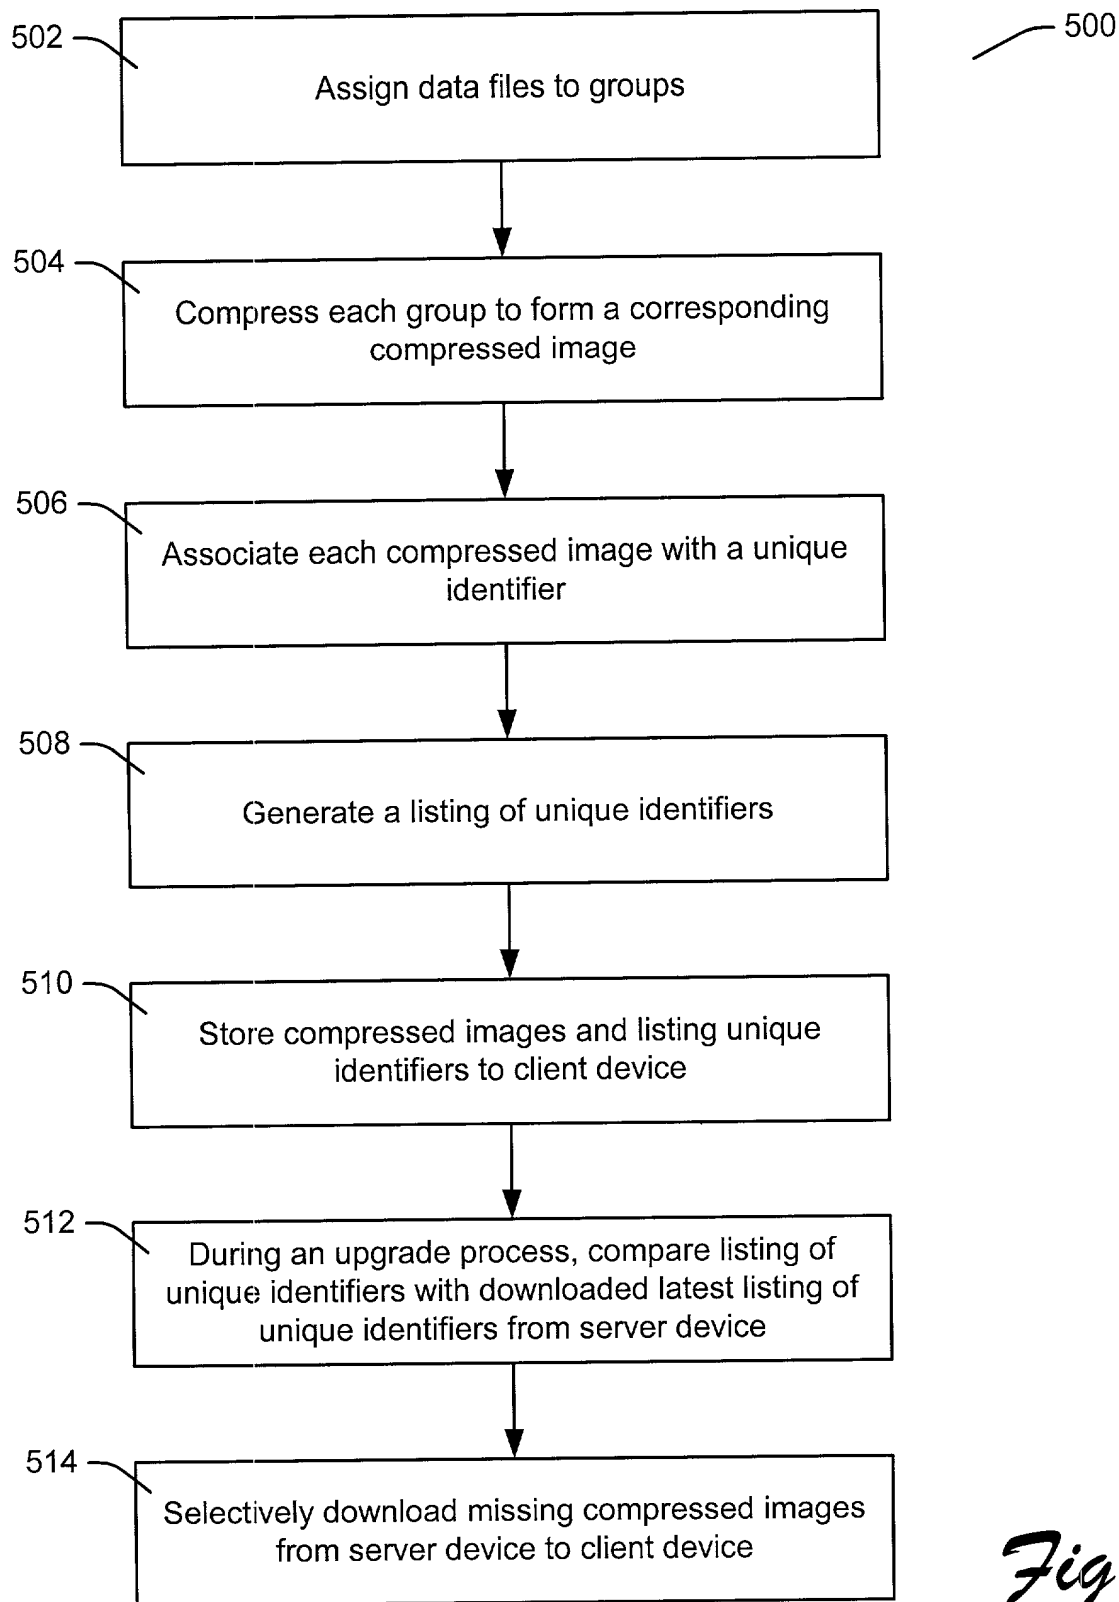 502
500
Assign data files to groups
504
Compress each group to form a corresponding
compressed image
506
Associate each compressed image with a unique
identifier
508
Generate a listing of unique identifiers
510
Store compressed images and listing unique
identifiers to client device
512
During an upgrade process, compare listing of
unique identifiers with downloaded latest listing of
unique identifiers from server device
514
Selectively download missing compressed images
from server device to client device
Fig